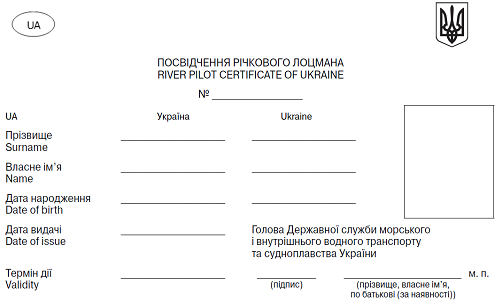 UA
ПОСВІДЧЕННЯ РІЧКОВОГО ЛОЦМАНА
RIVER PILOT CERTIFICATE OF UKRAINE
№
UA Україна Ukraine
Прізвище
Surname
Власне ім’я
Name
Дата народження
Date of birth
Дата видачі
Date of issue
Голова Державної служби морського
і внутрішнього водного транспорту
та судноплавства України
Термін дії
Validity
м. п.
(підпис)
(прізвище, власне ім’я,
по батькові (за наявності))